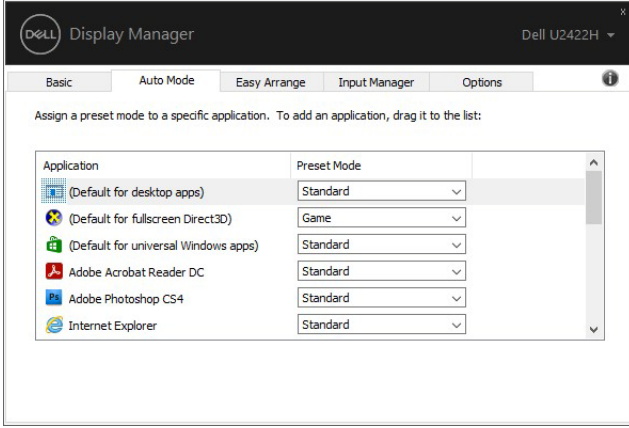 x
DELL Display Manager Dell U2422H
Basic Auto Mode Easy Arrange Input Manager Options i
Assign a preset mode to a specific application. To add an application, drag it to the list:
Application Preset Mode
(Default for desktop apps) Standard
(Default for fullscreen Direct3D) Game
(Default for universal Windows apps) Standard
Adobe Acrobat Reader DC Standard
Ps Adobe Photoshop CS4 Standard
Internet Explorer Standard